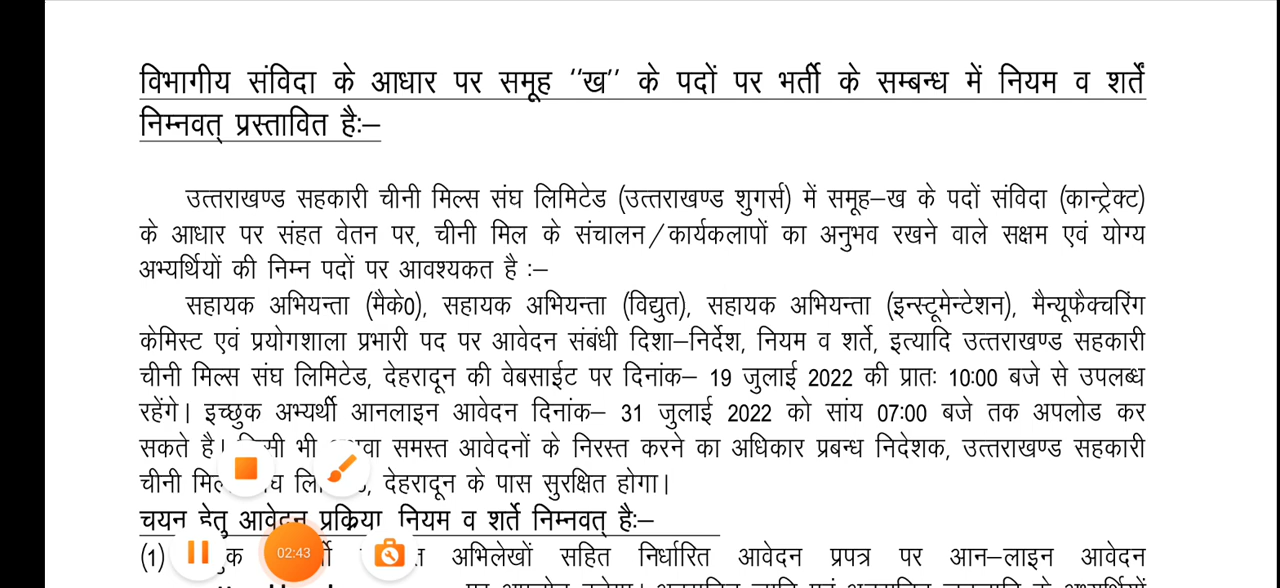 विभागीय संविदा के आधार पर समूह ‘‘ख’’ के पदों पर भर्ती के सम्बन्ध में नियम व शर्तें
निम्नवत् प्रस्तावित है:–
उत्तराखण्ड सहकारी चीनी मिल्स संघ लिमिटेड (उत्तराखण्ड शुगर्स) में समूह–ख के पदों संविदा (कान्ट्रेक्ट)
के आधार पर संहत वेतन पर, चीनी मिल के संचालन/कार्यकलापों का अनुभव रखने वाले सक्षम एवं योग्य
अभ्यर्थियों की निम्न पदों पर आवश्यकत है :–
सहायक अभियन्ता (मैके0), सहायक अभियन्ता (विद्युत), सहायक अभियन्ता (इन्स्टूमेन्टेशन), मैन्यूफैक्चरिंग
केमिस्ट एवं प्रयोगशाला प्रभारी पद पर आवेदन संबंधी दिशा–निर्देश, नियम व शर्ते, इत्यादि उत्तराखण्ड सहकारी
चीनी मिल्स संघ लिमिटेड, देहरादून की वेबसाईट पर दिनांक– 19 जुलाई 2022 की प्रातः 10:00 बजे से उपलब्ध
रहेंगे। इच्छुक अभ्यर्थी आनलाइन आवेदन दिनांक– 31 जुलाई 2022 को सांय 07:00 बजे तक अपलोड कर
सकते है। भी समस्त आवेदनों के निरस्त करने का अधिकार प्रबन्ध निदेशक, उत्तराखण्ड सहकारी
चीनी देहरादून के पास सुरक्षित होगा।
चयन हेतु आवेदन प्रकिया नियम व शर्ते निम्नवत् है:–
(1) अभिलेखों सहित निर्धारित आवेदन प्रपत्र पर आन–लाइन आवेदन
02:43